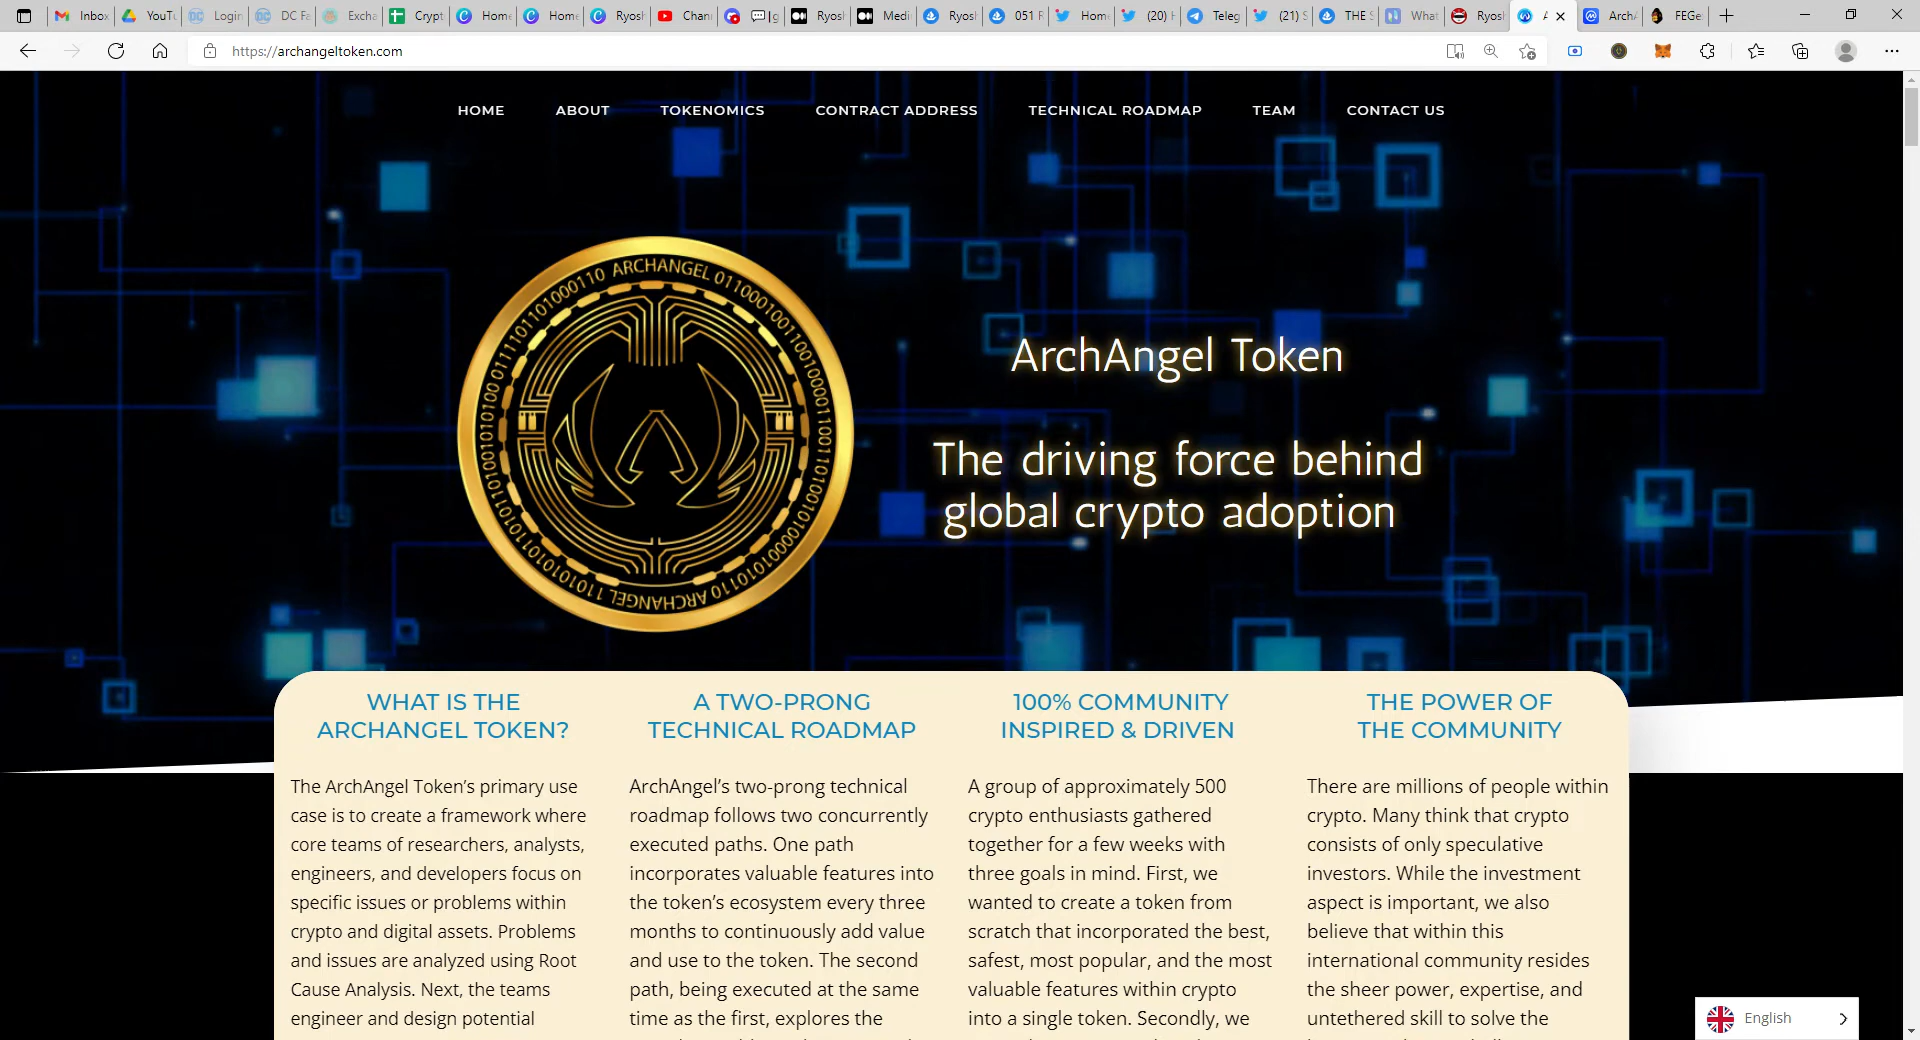 Inbox
YouTu
Login
DC Fa
Excha
Crypt
Home
Home
Ryosh
Chann
Ryosh
Medi
Ryosh
051 R
Home
(20) H
Teleg
(21) S
THE S
What
Ryosh
ArchA
FEGe
https://archangeltoken.com
HOME
ABOUT
TOKENOMICS
CONTRACT ADDRESS
TECHNICAL ROADMAP
TEAM
CONTACT US
ARCHANGEL
ARCHANGEL
ArchAngel Token
The driving force behind
global crypto adoption
WHAT IS THE
ARCHANGEL TOKEN?
The ArchAngel Token’s primary use
case is to create a framework where
core teams of researchers, analysts,
engineers, and developers focus on
specific issues or problems within
crypto and digital assets. Problems
and issues are analyzed using Root
Cause Analysis. Next, the teams
engineer and design potential
A TWO-PRONG
TECHNICAL ROADMAP
ArchAngel’s two-prong technical
roadmap follows two concurrently
executed paths. One path
incorporates valuable features into
the token’s ecosystem every three
months to continuously add value
and use to the token. The second
path, being executed at the same
time as the first, explores the
100% COMMUNITY
INSPIRED & DRIVEN
A group of approximately 500
crypto enthusiasts gathered
together for a few weeks with
three goals in mind. First, we
wanted to create a token from
scratch that incorporated the best,
safest, most popular, and the most
valuable features within crypto
into a single token. Secondly, we
THE POWER OF
THE COMMUNITY
There are millions of people within
crypto. Many think that crypto
consists of only speculative
investors. While the investment
aspect is important, we also
believe that within this
international community resides
the sheer power, expertise, and
untethered skill to solve the
English